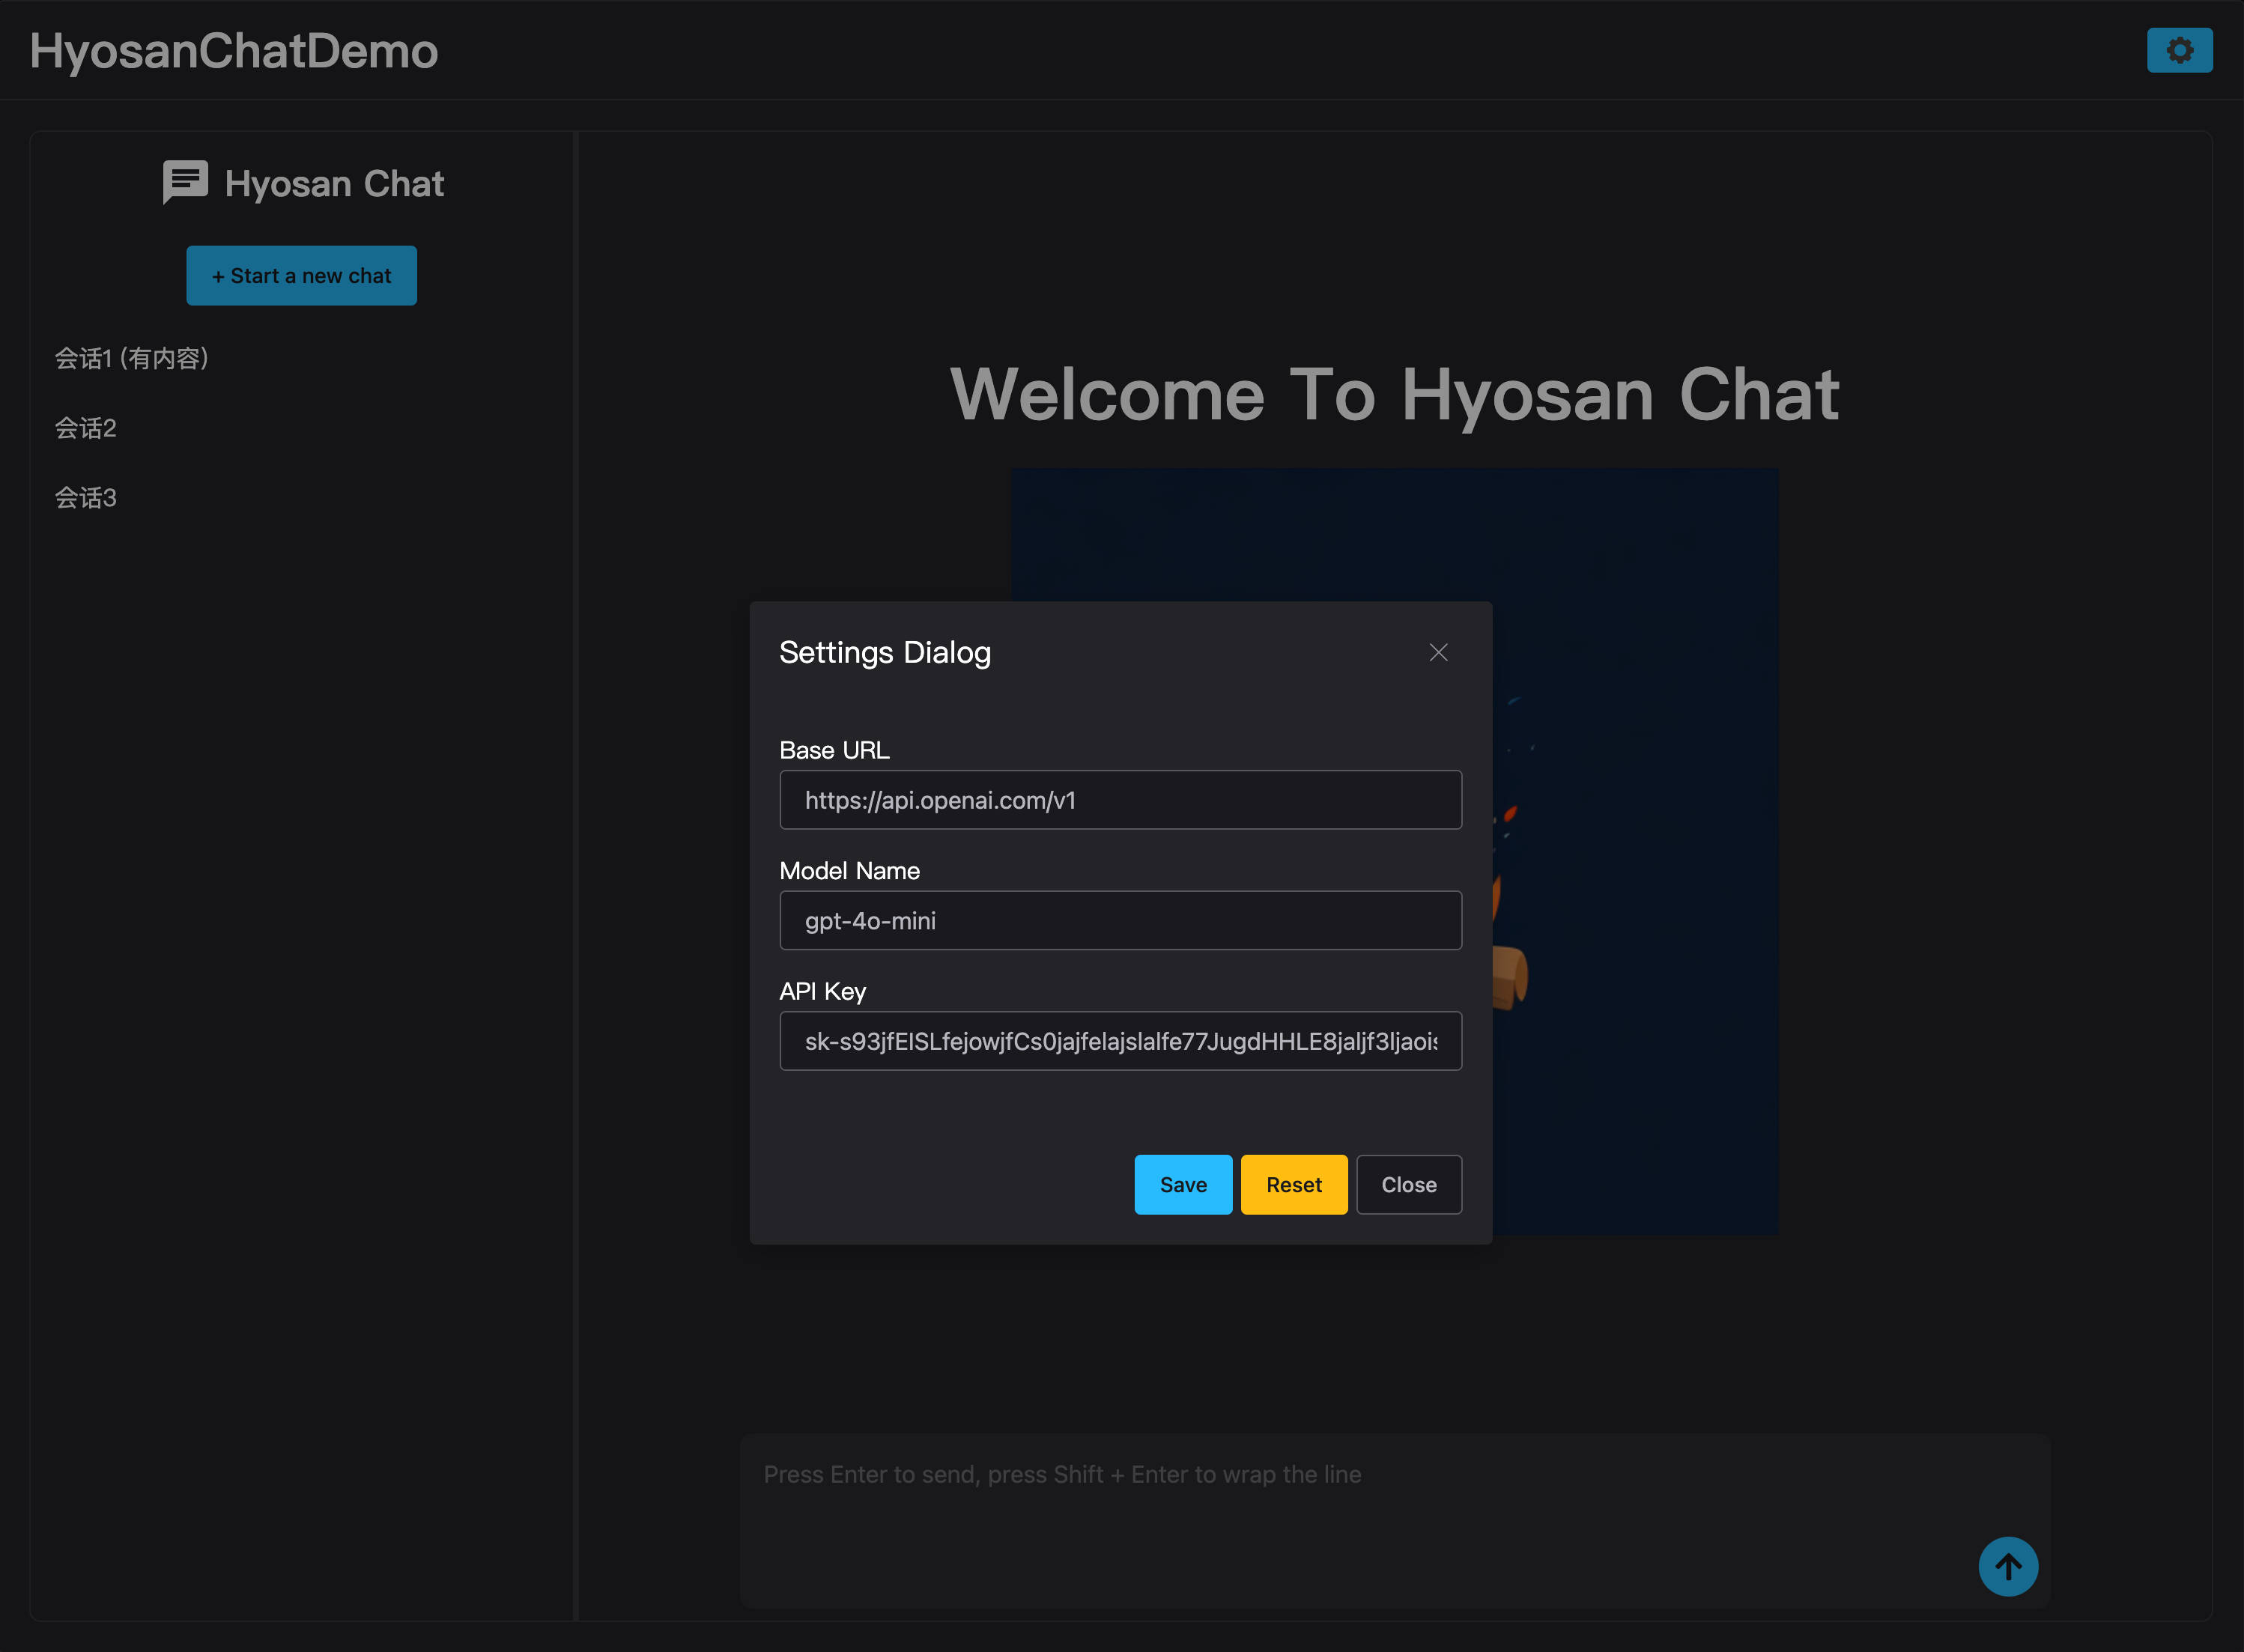 HyosanChatDemo
Hyosan Chat
+ Start a new chat
会话1 (有内容)
会话2
会话3
Welcome To Hyosan Chat
Settings Dialog
Base URL
https://api.openai.com/v1
Model Name
gpt-4o-mini
API Key
sk-s93jfEISLfejowjfCs0jajfelajslalfe77JugdHHLE8jaljf3ljaois
Save
Reset
Close
Press Enter to send, press Shift + Enter to wrap the line